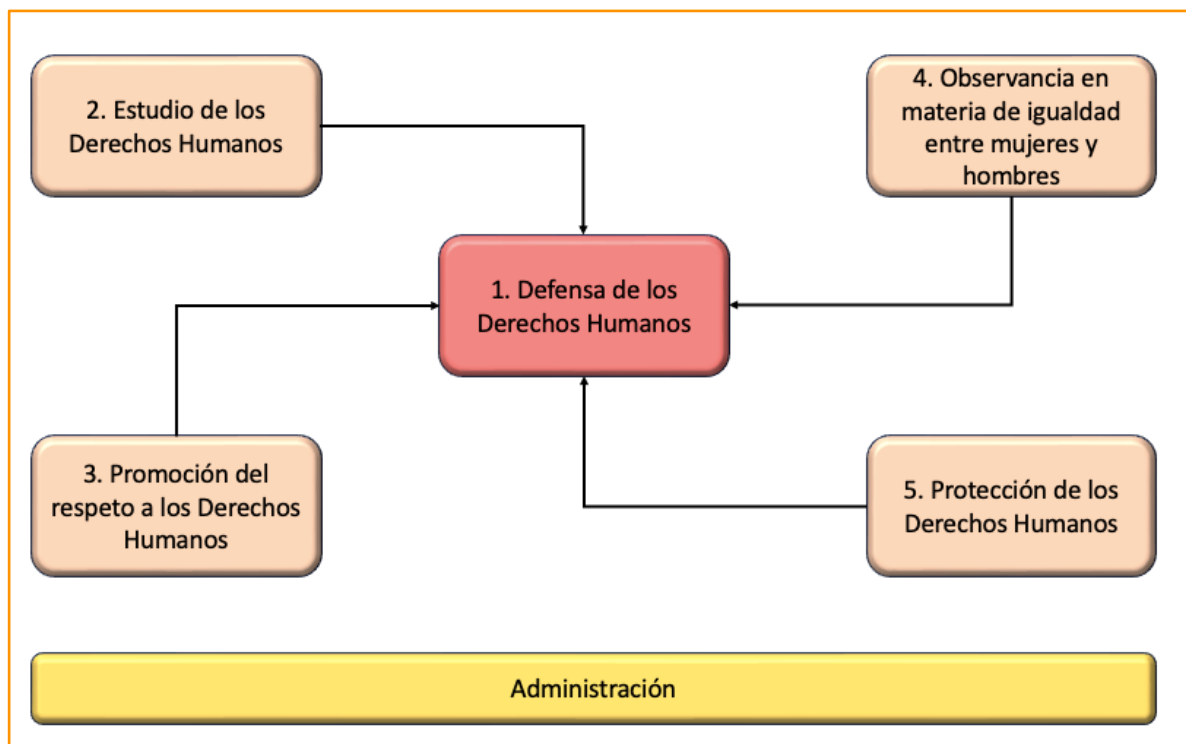 2. Estudio de los
Derechos Humanos
4. Observancia en
materia de igualdad
entre mujeres y
hombres
1. Defensa de los
Derechos Humanos
3. Promoción del
respeto a los Derechos
Humanos
5. Protección de los
Derechos Humanos
Administración